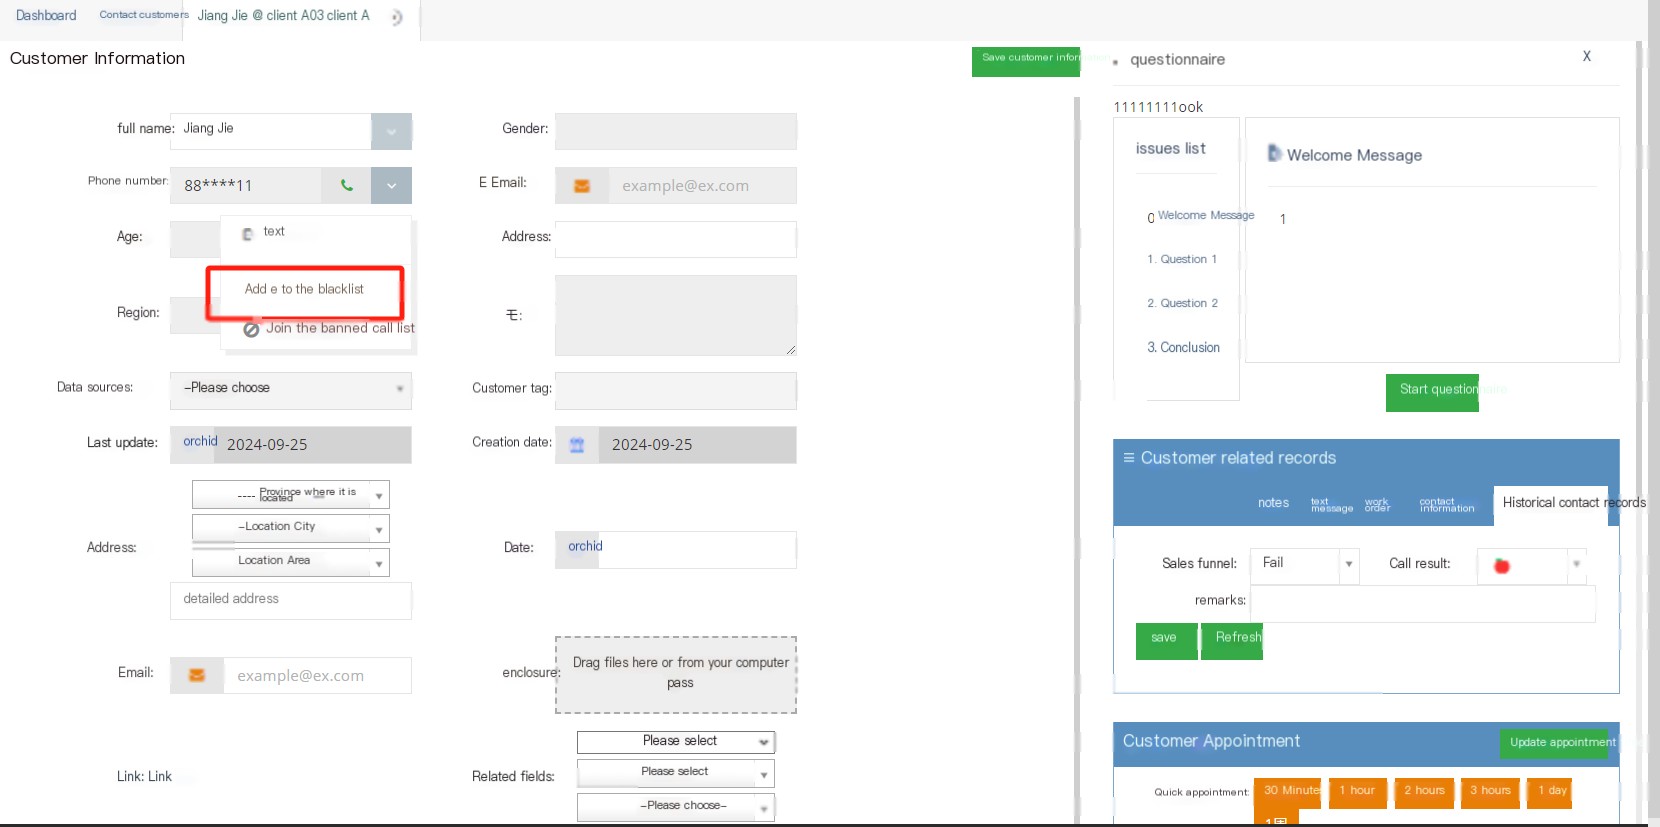 Dashboard
Contact customers
Jiang Jie @ client A03 client A
Customer Information
Save customer infor
questionnaire
X
11111111ook
full name:
Jiang Jie
Gender:
issues list
Welcome Message
Phone number:
88****11
E Email:
example@ex.com
0 Welcome Message
1
Age:
text
Address:
1. Question 1
Add e to the blacklist
Region:
モ:
2. Question 2
Join the banned call list
3. Conclusion
Data sources:
-Please choose
Customer tag:
Start question
Last update:
orchid
2024-09-25
Creation date:
2024-09-25
Customer related records
---- Province where it is
located
notes
text
message
work
order
contact
information
Historical contact records
-Location City
Address:
Location Area
Date:
orchid
Sales funnel:
Fail
Call result:
detailed address
remarks:
save
Refresh
Email:
example@ex.com
enclosure:
Drag files here or from your computer
pass
Please select
Customer Appointment
Update appointment
Link: Link
Related fields:
Please select
Quick appointment:
30 Minute
1 hour
2 hours
3 hours
1 day
-Please choose-